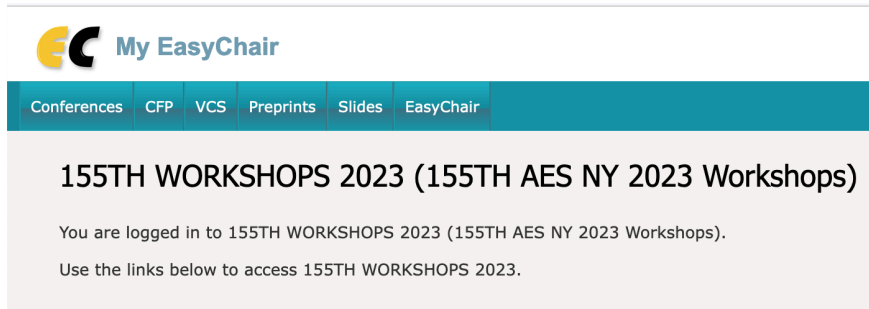 EC My EasyChair
Conferences CFP VCS Preprints Slides EasyChair
155TH WORKSHOPS 2023 (155TH AES NY 2023 Workshops)
You are logged in to 155TH WORKSHOPS 2023 (155TH AES NY 2023 Workshops).
Use the links below to access 155TH WORKSHOPS 2023.